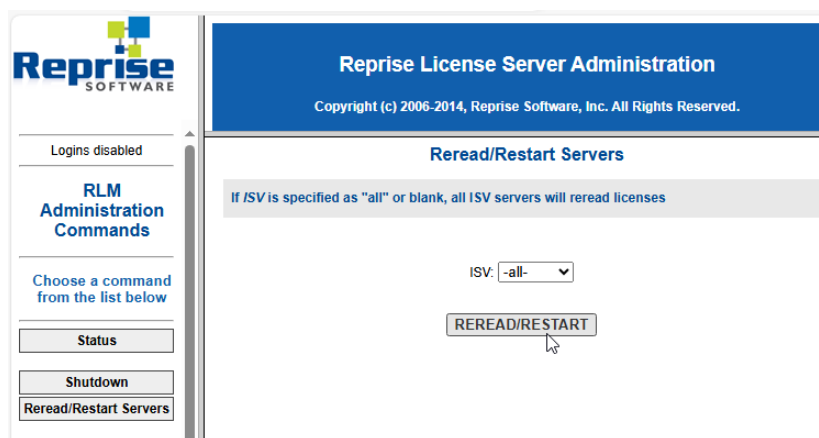 Reprise
SOFTWARE
Logins disabled
RLM
Administration
Commands
Choose a command
from the list below
Status
Shutdown
Reread/Restart Servers
Reprise License Server Administration
Copyright (c) 2006-2014, Reprise Software, Inc. All Rights Reserved.
Reread/Restart Servers
If ISV is specified as "all" or blank, all ISV servers will reread licenses
ISV: -all-
REREAD/RESTART